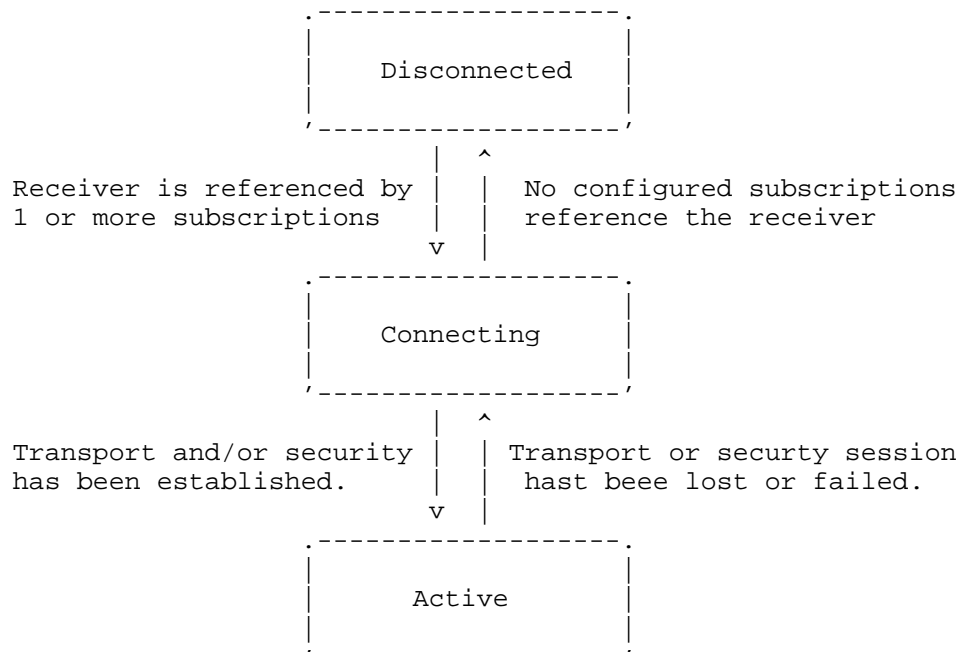 Disconnected
Receiver is referenced by
1 or more subscriptions
No configured subscriptions
reference the receiver
Connecting
Transport and/or security
has been established.
Transport or securty session
hast beee lost or failed.
Active